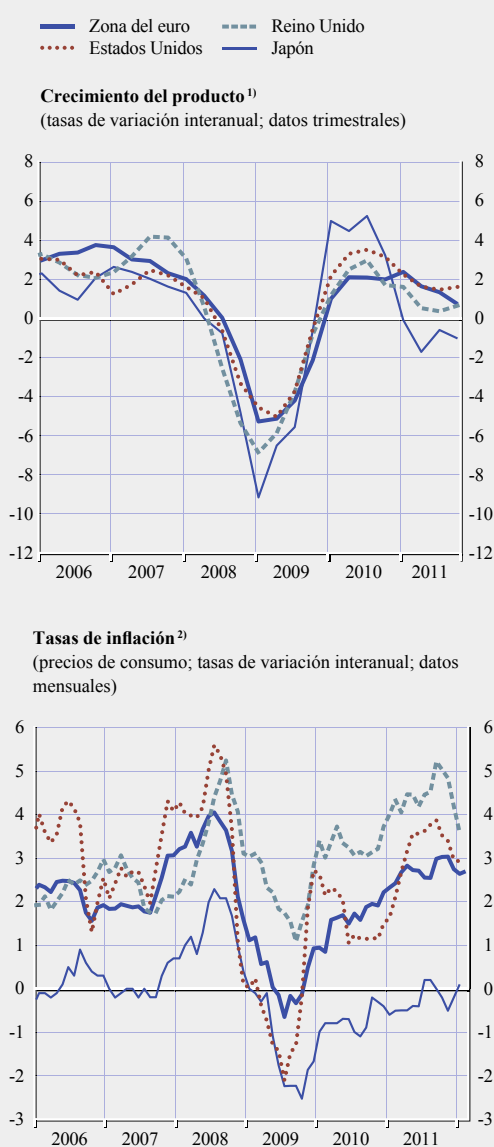 Zona del euro
Reino Unido
Estados Unidos
Japón
Crecimiento del producto 1)
(tasas de variación interanual; datos trimestrales)
8 8
6 6
4 4
2 2
0 0
-2 -2
-4 -4
-6 -6
-8 -8
-10 -10
-12 -12
2006 2007 2008 2009 2010 2011
Tasas de inflación 2)
(precios de consumo; tasas de variación interanual; datos
mensuales)
6 6
5 5
4 4
3 3
2 2
1 1
0 0
-1 -1
-2 -2
-3 -3
2006 2007 2008 2009 2010 2011